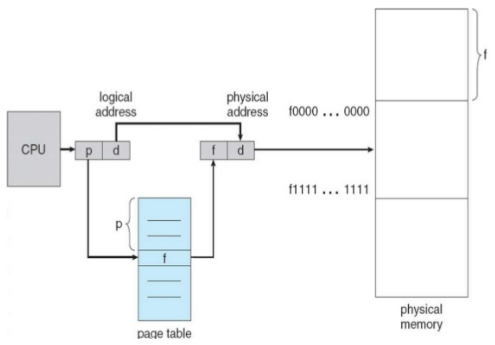 logical
address
physical
address
f0000 ... 0000
f
CPU
p d
f d
f1111 ... 1111
p
f
physical
memory
page table